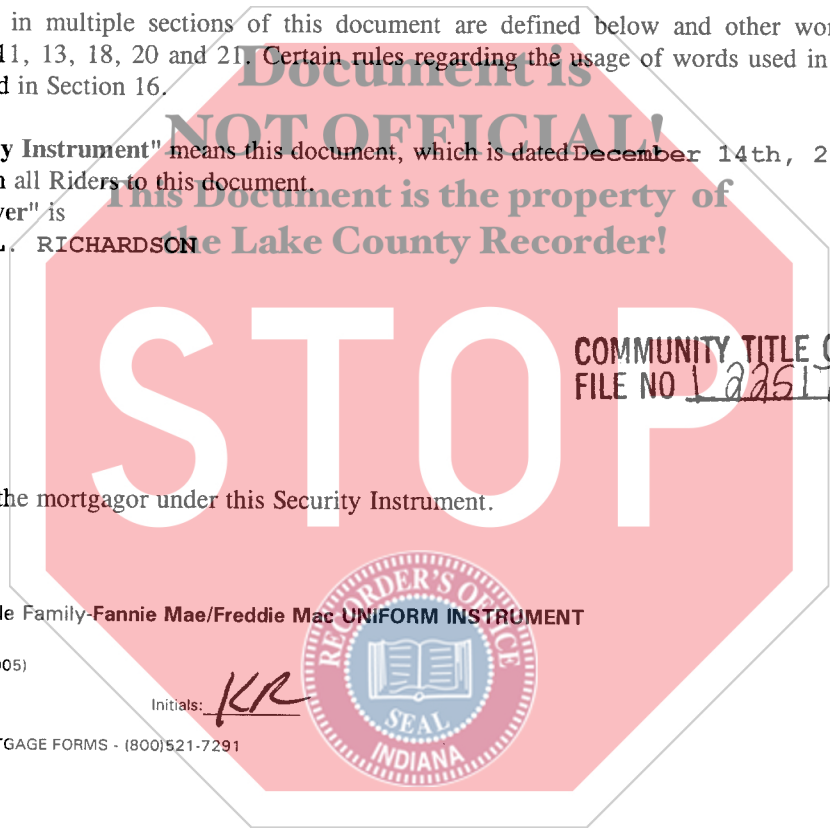 in multiple sections of this document are defined below and other wor
11, 13, 18, 20 and 21. Certain rules regarding the usage of words used in
d in Section 16.
Document is
NOT OFFICIAL!
This Document is the property of
the Lake County Recorder!
y Instrument" means this document, which is dated December 14th, 2
n all Riders to this document.
ver" is
L. RICHARDSON
STOP
COMMUNITY TITLE C
FILE NO 122517
the mortgagor under this Security Instrument.
le Family-Fannie Mae/Freddie Mac UNIFORM INSTRUMENT
005)
Initials: KR
TGAGE FORMS - (800)521-7291
RECORDER'S OFFICE
SEAL
INDIANA